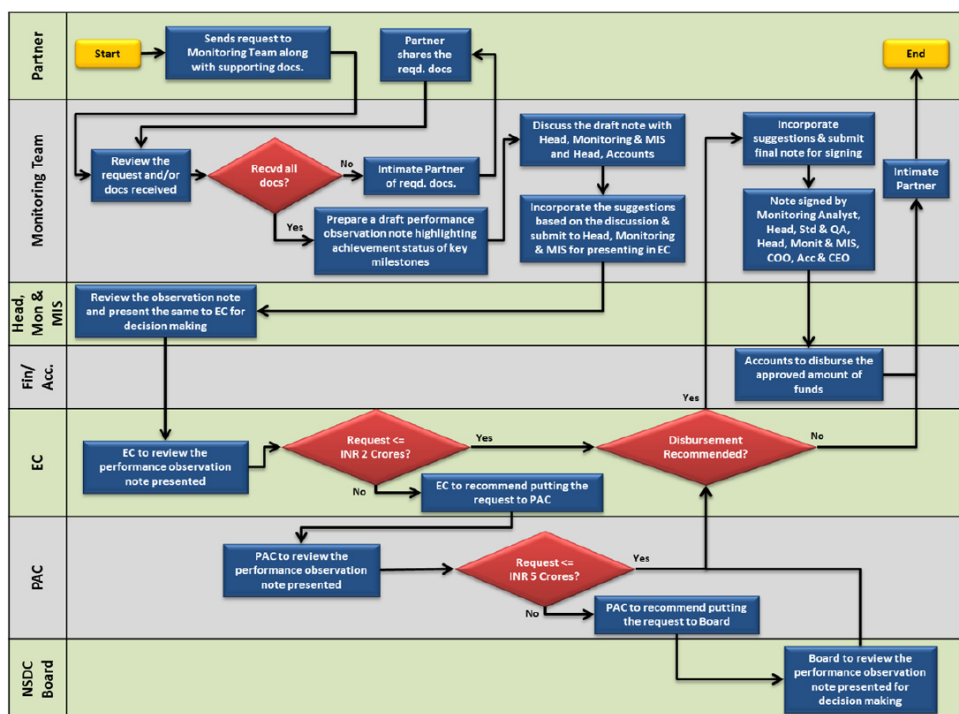 Partner
Start
Sends request to
Monitoring Team along
with supporting docs.
Partner
shares the
reqd. docs
End
Monitoring Team
Review the
request and/or
docs received
Recvd all
docs?
No
Intimate Partner
of reqd. docs.
Yes
Prepare a draft performance
observation note highlighting
achievement status of key
milestones
Discuss the draft note with
Head, Monitoring & MIS
and Head, Accounts
Incorporate the suggestions
based on the discussion &
submit to Head, Monitoring
& MIS for presenting in EC
Incorporate
suggestions & submit
final note for signing
Note signed by
Monitoring Analyst,
Head, Std & QA,
Head, Monit & MIS,
COO, Acc & CEO
Intimate
Partner
Head,
Mon &
MIS
Review the observation note
and present the same to EC for
decision making
Fin/
Acc.
Accounts to disburse the
approved amount of
funds
Yes
EC
EC to review the
performance observation
note presented
Request <=
INR 2 Crores?
Yes
No
EC to recommend putting the
request to PAC
Disbursement
Recommended?
No
PAC
PAC to review the
performance observation
note presented
Request <=
INR 5 Crores?
Yes
No
PAC to recommend putting
the request to Board
NSDC
Board
Board to review the
performance observation
note presented for
decision making